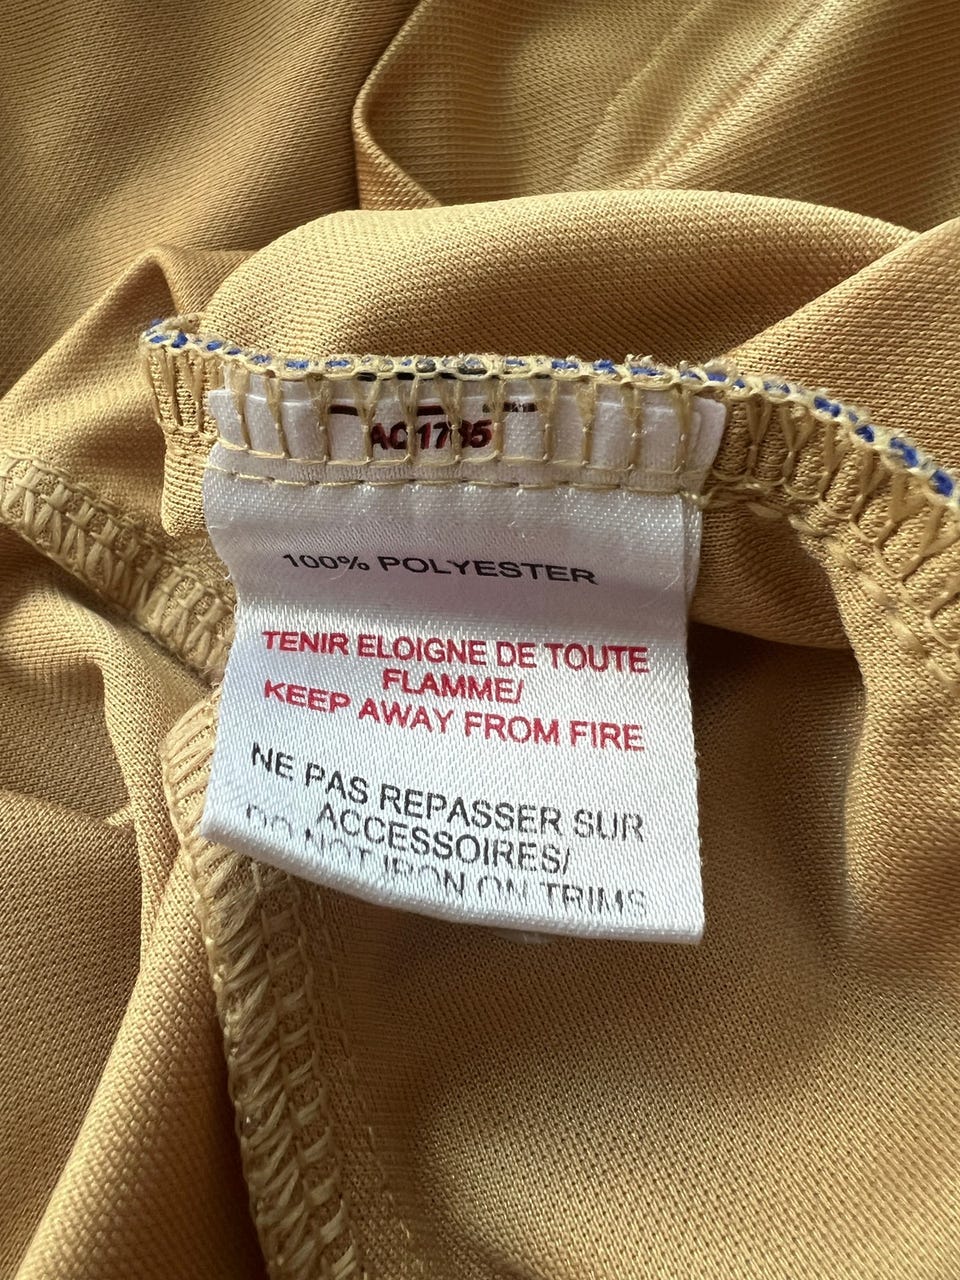 100% POLYESTER
TENIR ELOIGNE DE TOUTE
FLAMME/
KEEP AWAY FROM FIRE
NE PAS REPASSER SUR
ACCESSOIRES/
DO NOT IRON ON TRIMS